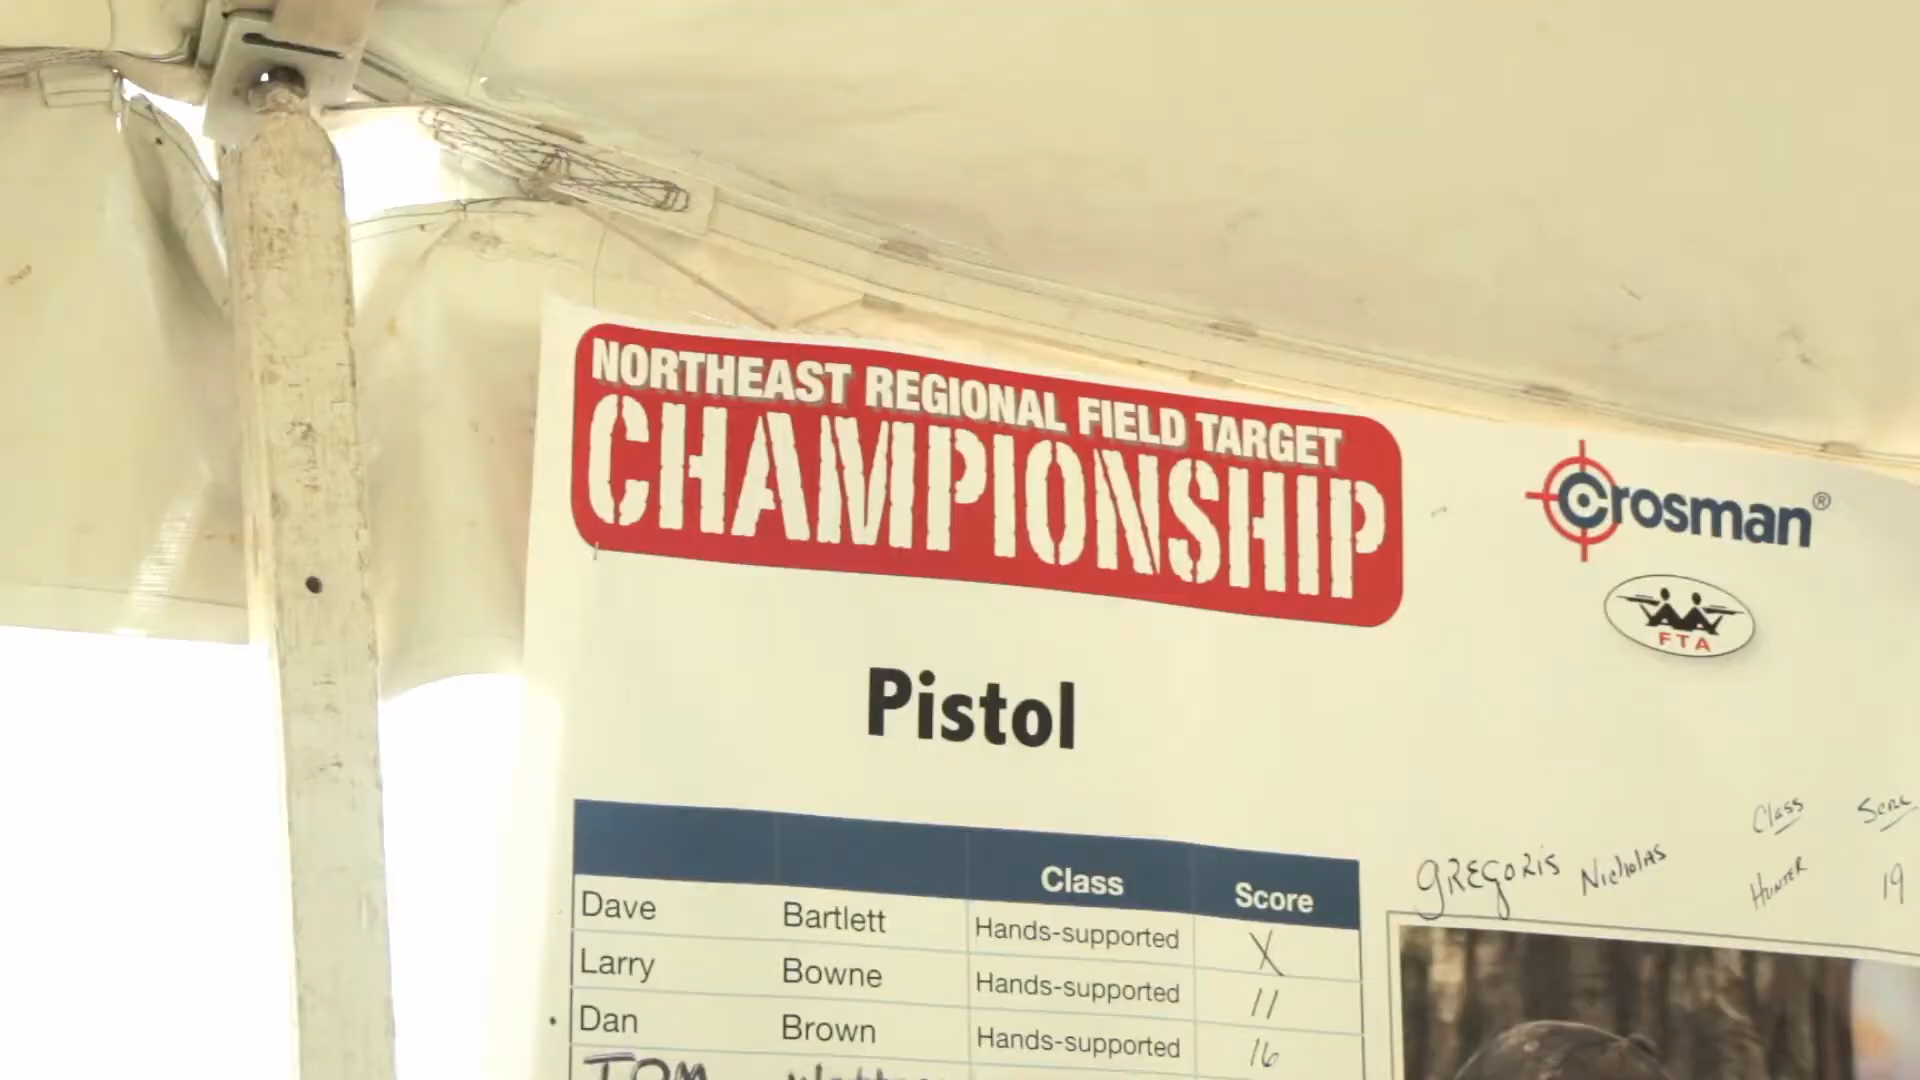 NORTHEAST REGIONAL FIELD TARGET
CHAMPIONSHIP
crosman®
FTA
Pistol
Class Score
GREGORIS NICHOLAS HUNTER 19
Class Score
Dave Bartlett Hands-supported X
Larry Bowne Hands-supported 11
Dan Brown Hands-supported 16
TOM